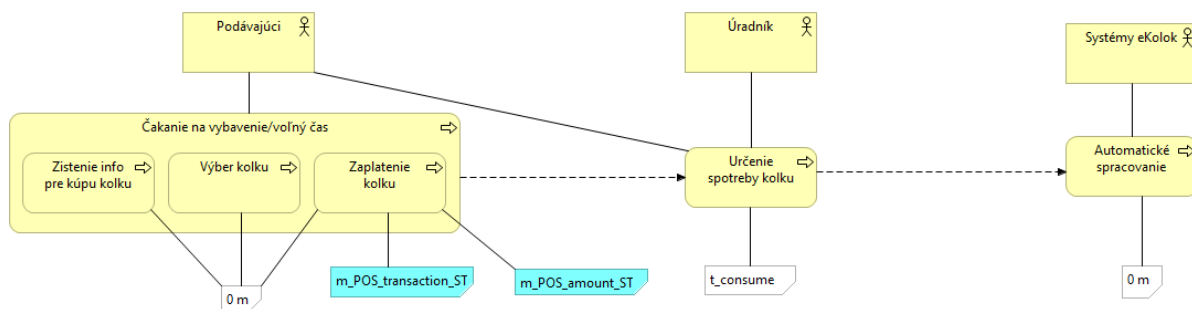 Podávajúci
Úradník
Systémy eKolok
Čakanie na vybavenie/voľný čas
Zistenie info
pre kúpu kolku
Výber kolku
Zaplatenie
kolku
Určenie
spotreby kolku
Automatické
spracovanie
0 m
m_POS_transaction_ST
m_POS_amount_ST
t_consume
0 m